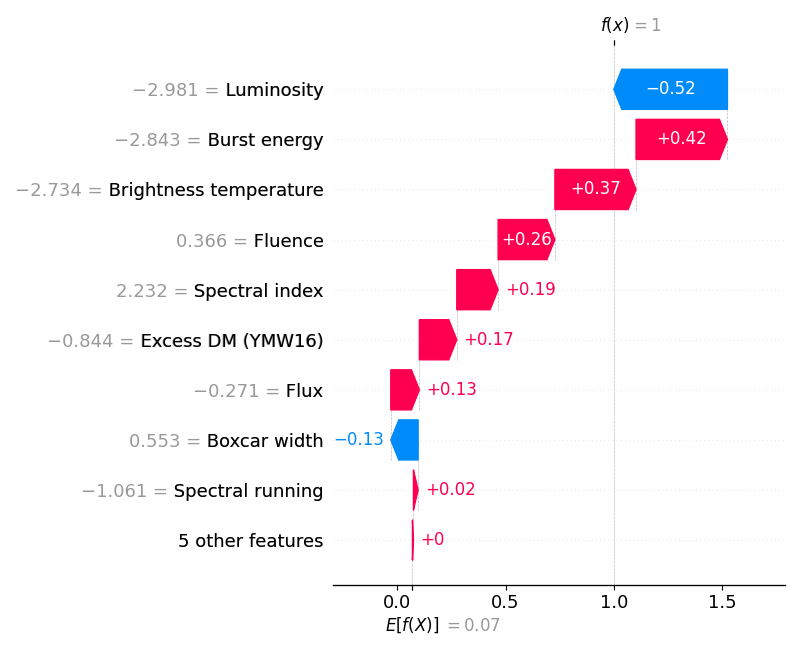 f(x) = 1
−2.981 = Luminosity −0.52
−2.843 = Burst energy +0.42
−2.734 = Brightness temperature +0.37
0.366 = Fluence +0.26
2.232 = Spectral index +0.19
−0.844 = Excess DM (YMW16) +0.17
−0.271 = Flux +0.13
0.553 = Boxcar width −0.13
−1.061 = Spectral running +0.02
5 other features +0
0.0 0.5 1.0 1.5
E[f(X)] = 0.07